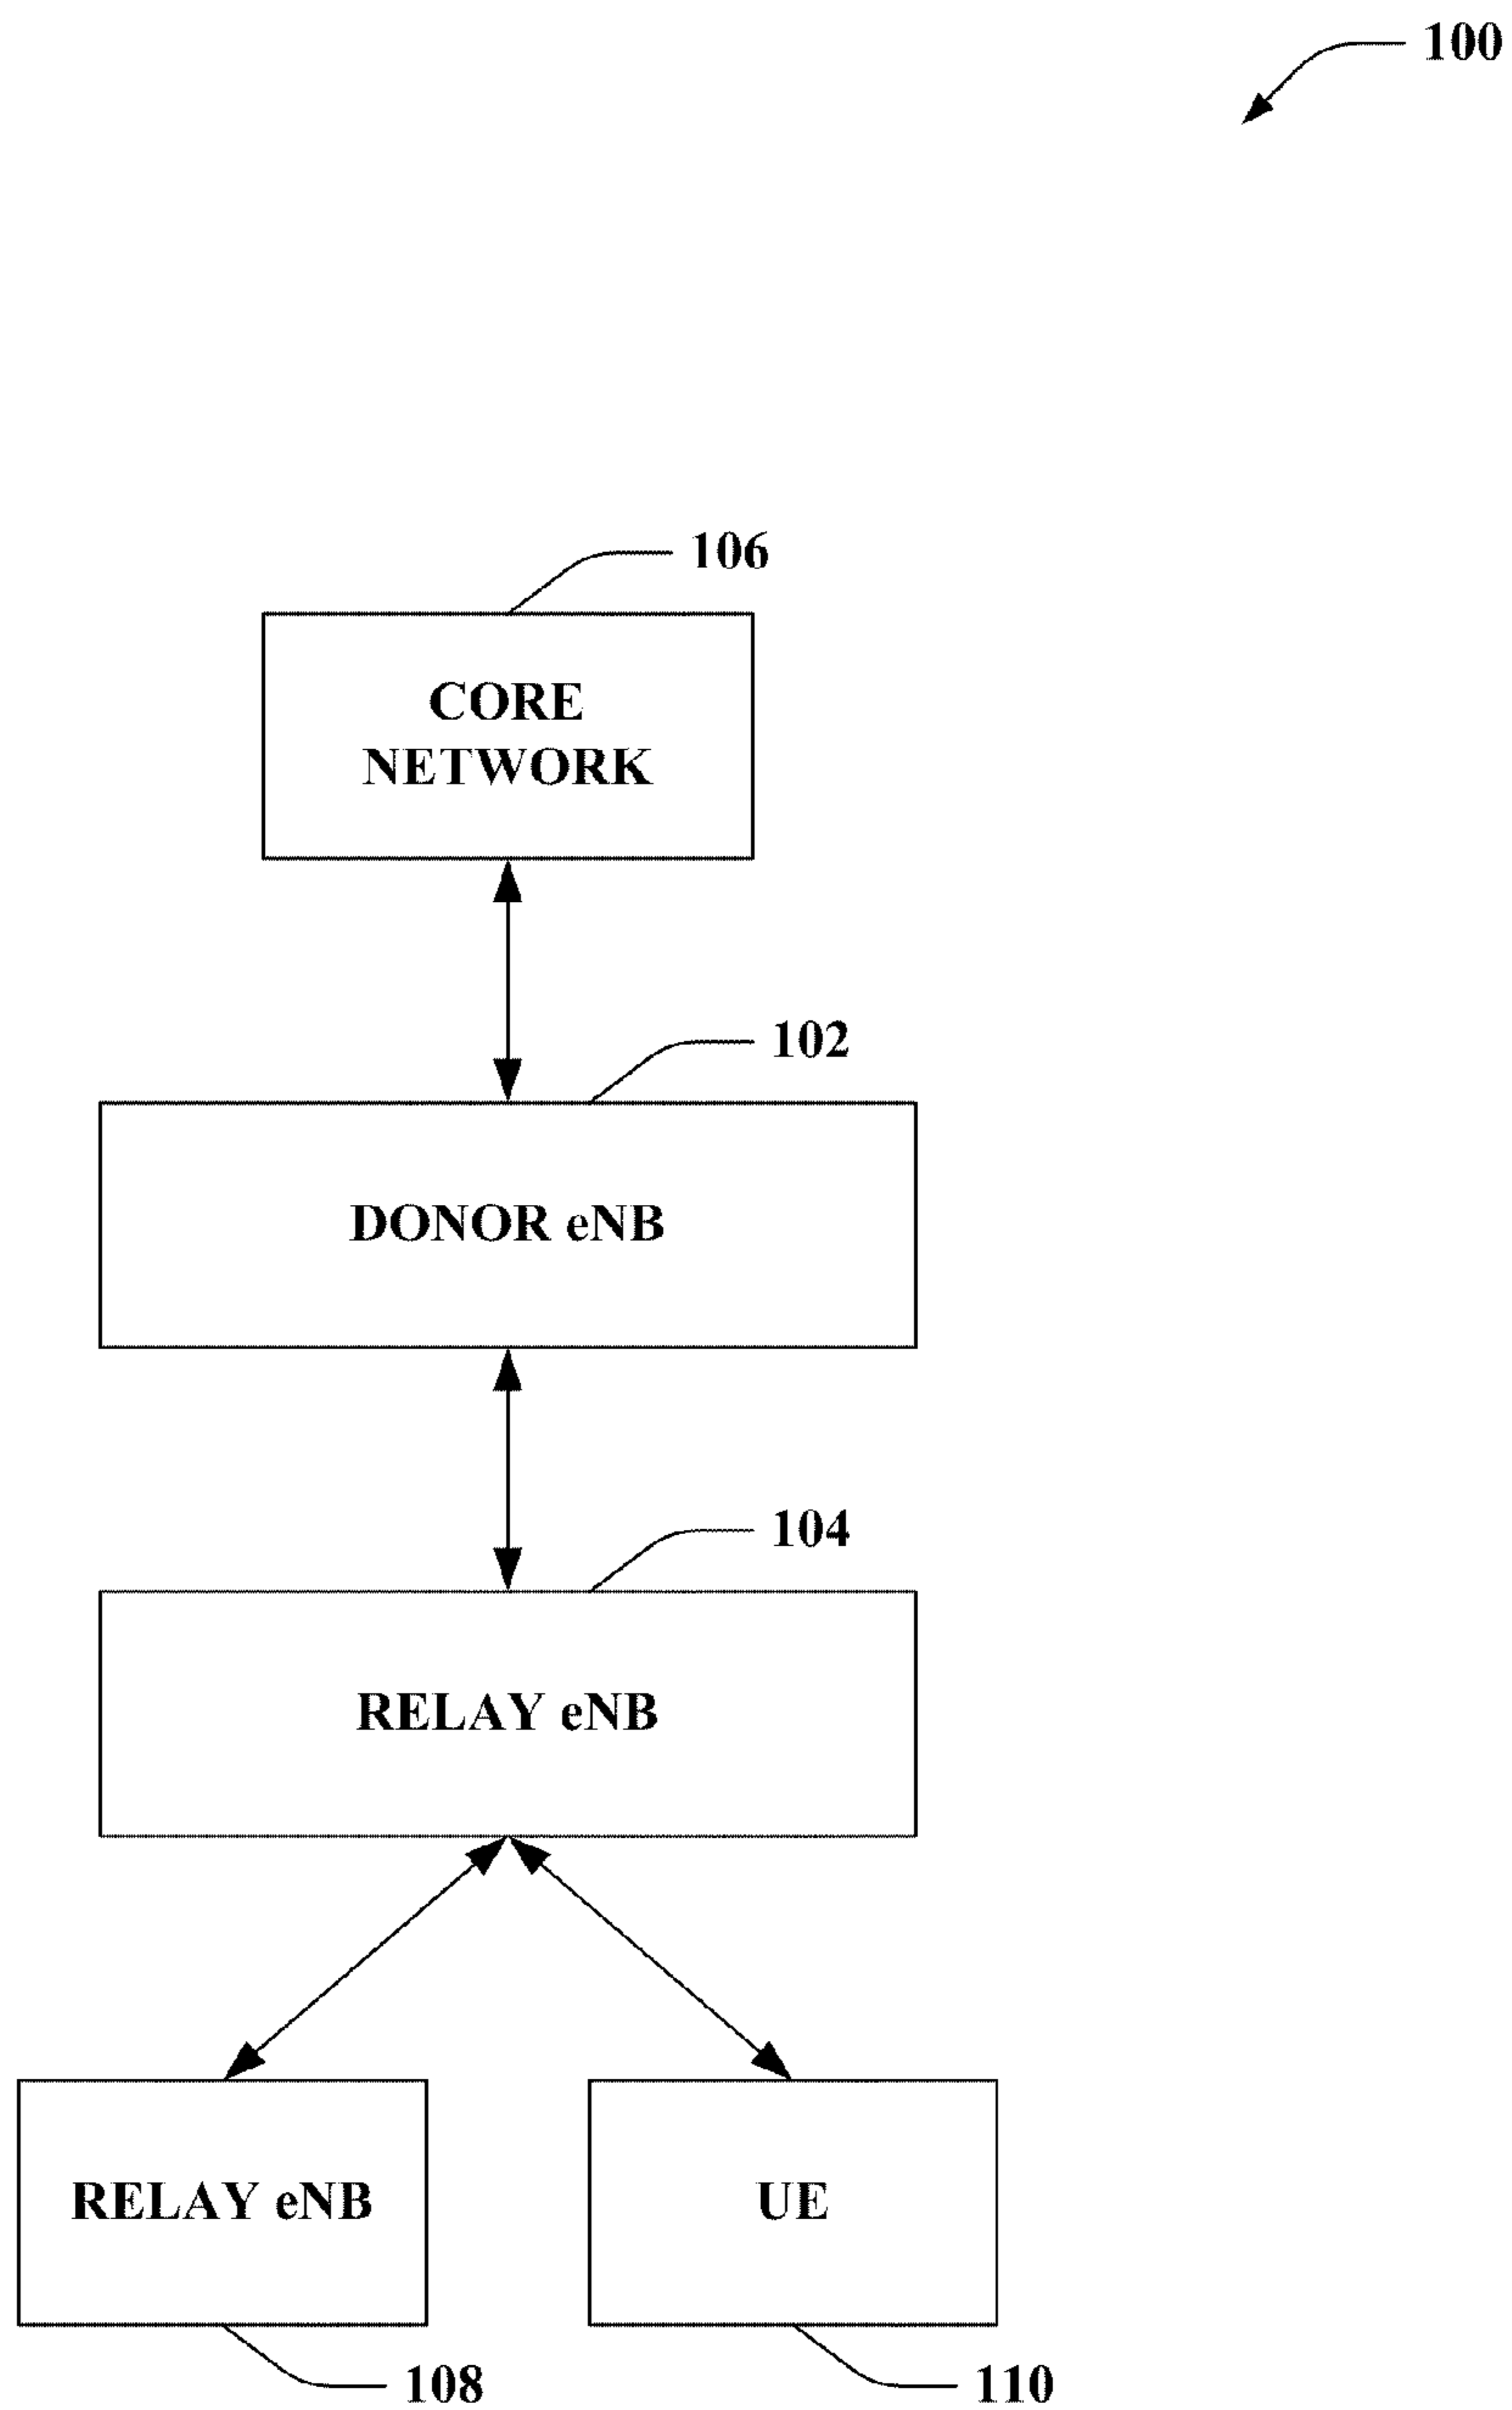 100
106
CORE
NETWORK
102
DONOR eNB
104
RELAY eNB
RELAY eNB
UE
108
110